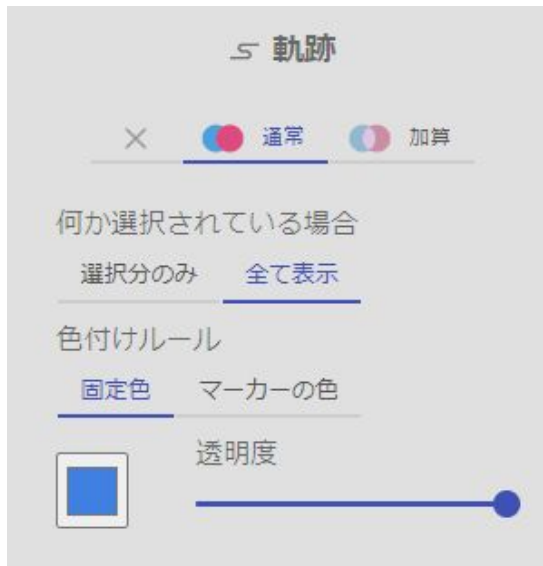 軌跡
通常 加算
何か選択されている場合
選択分のみ 全て表示
色付けルール
固定色 マーカーの色
透明度